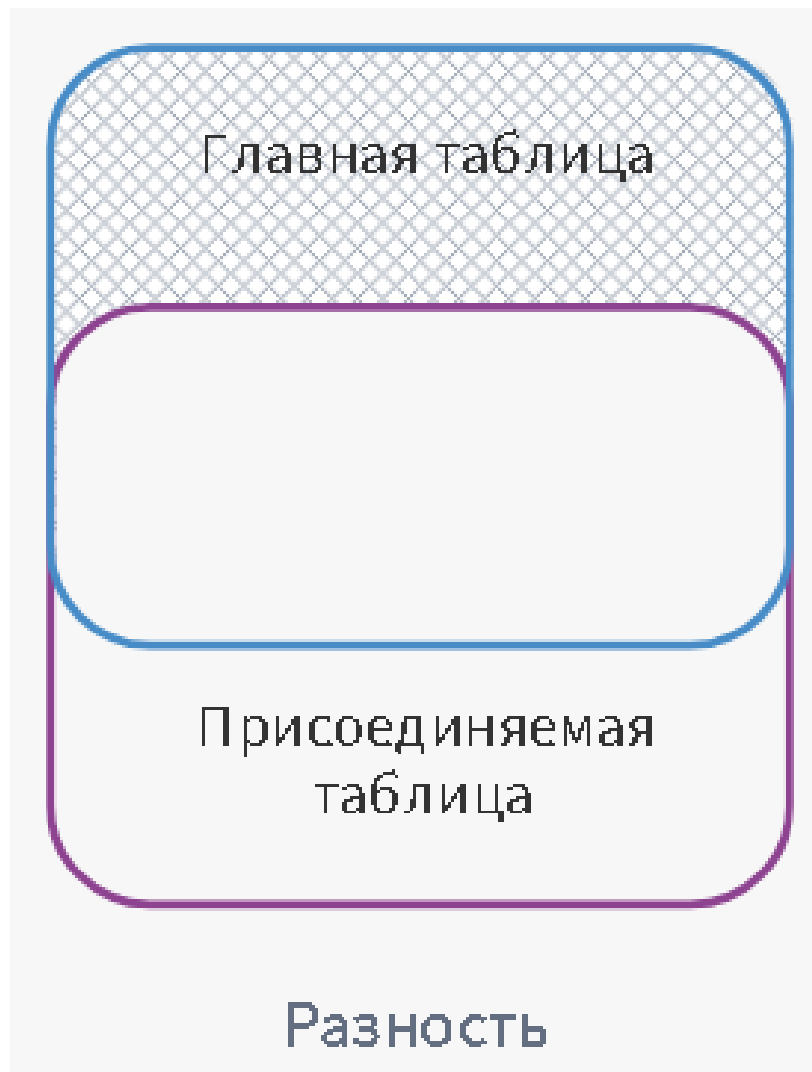 Главная таблица
Присоединяемая
таблица
Разность